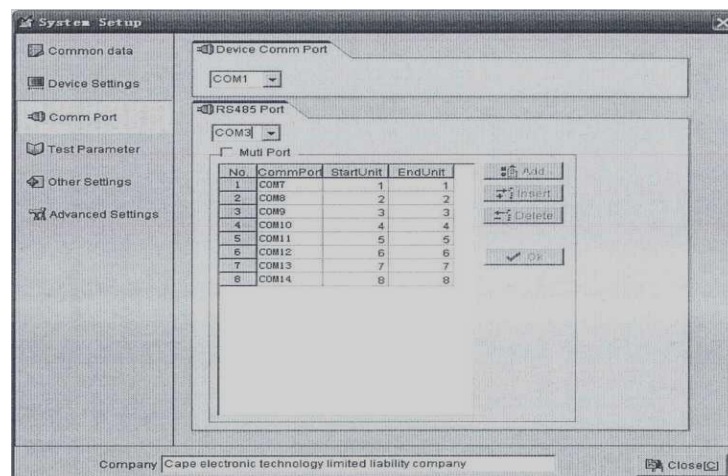 System Setup
Common data
Device Settings
Comm Port
Test Parameter
Other Settings
Advanced Settings
Device Comm Port
COM1
RS485 Port
COM3
Muti Port
No. CommPort StartUnit EndUnit
1 COM7 1 1
2 COM8 2 2
3 COM9 3 3
4 COM10 4 4
5 COM11 5 5
6 COM12 6 6
7 COM13 7 7
8 COM14 8 8
Add
Insert
Delete
Ok
Company Cape electronic technology limited liability company
Close[C]